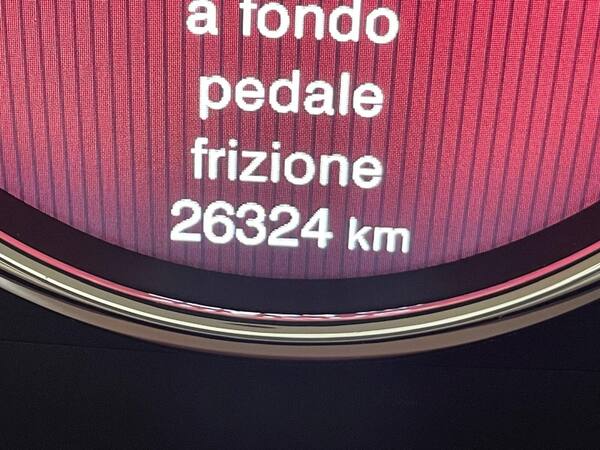 a fondo
pedale
frizione
26324 km